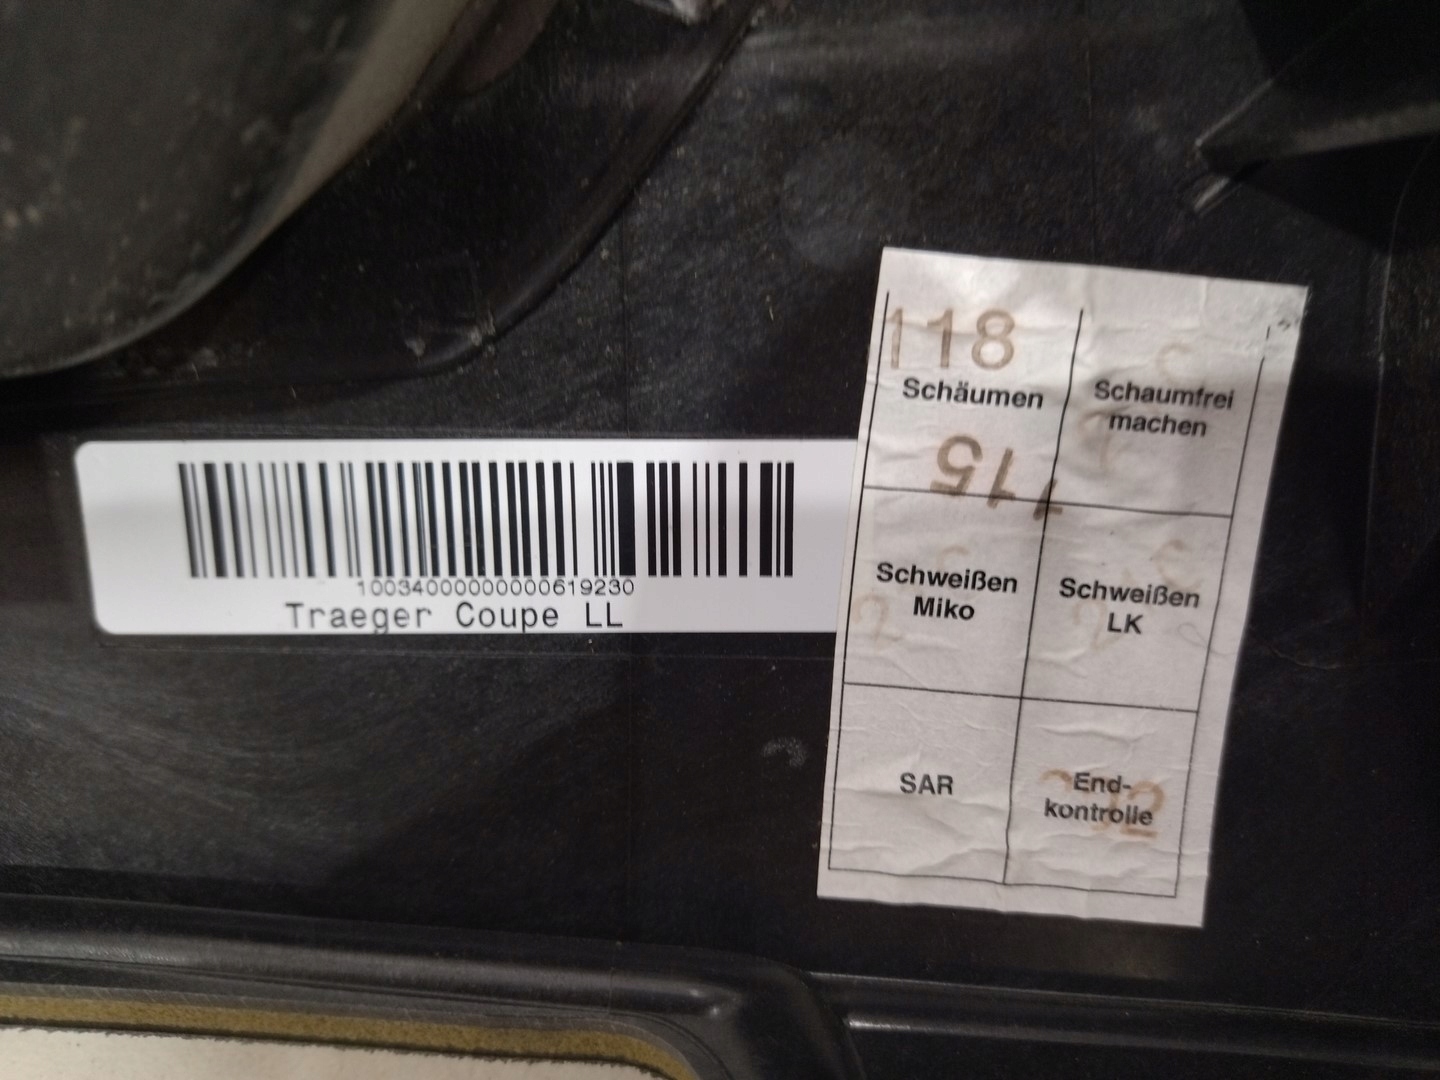 10034000000000619230
Traeger Coupe LL
118
Schäumen
115
Schaumfrei
machen
Schweißen
Miko
Schweißen
LK
SAR
End-
kontrolle